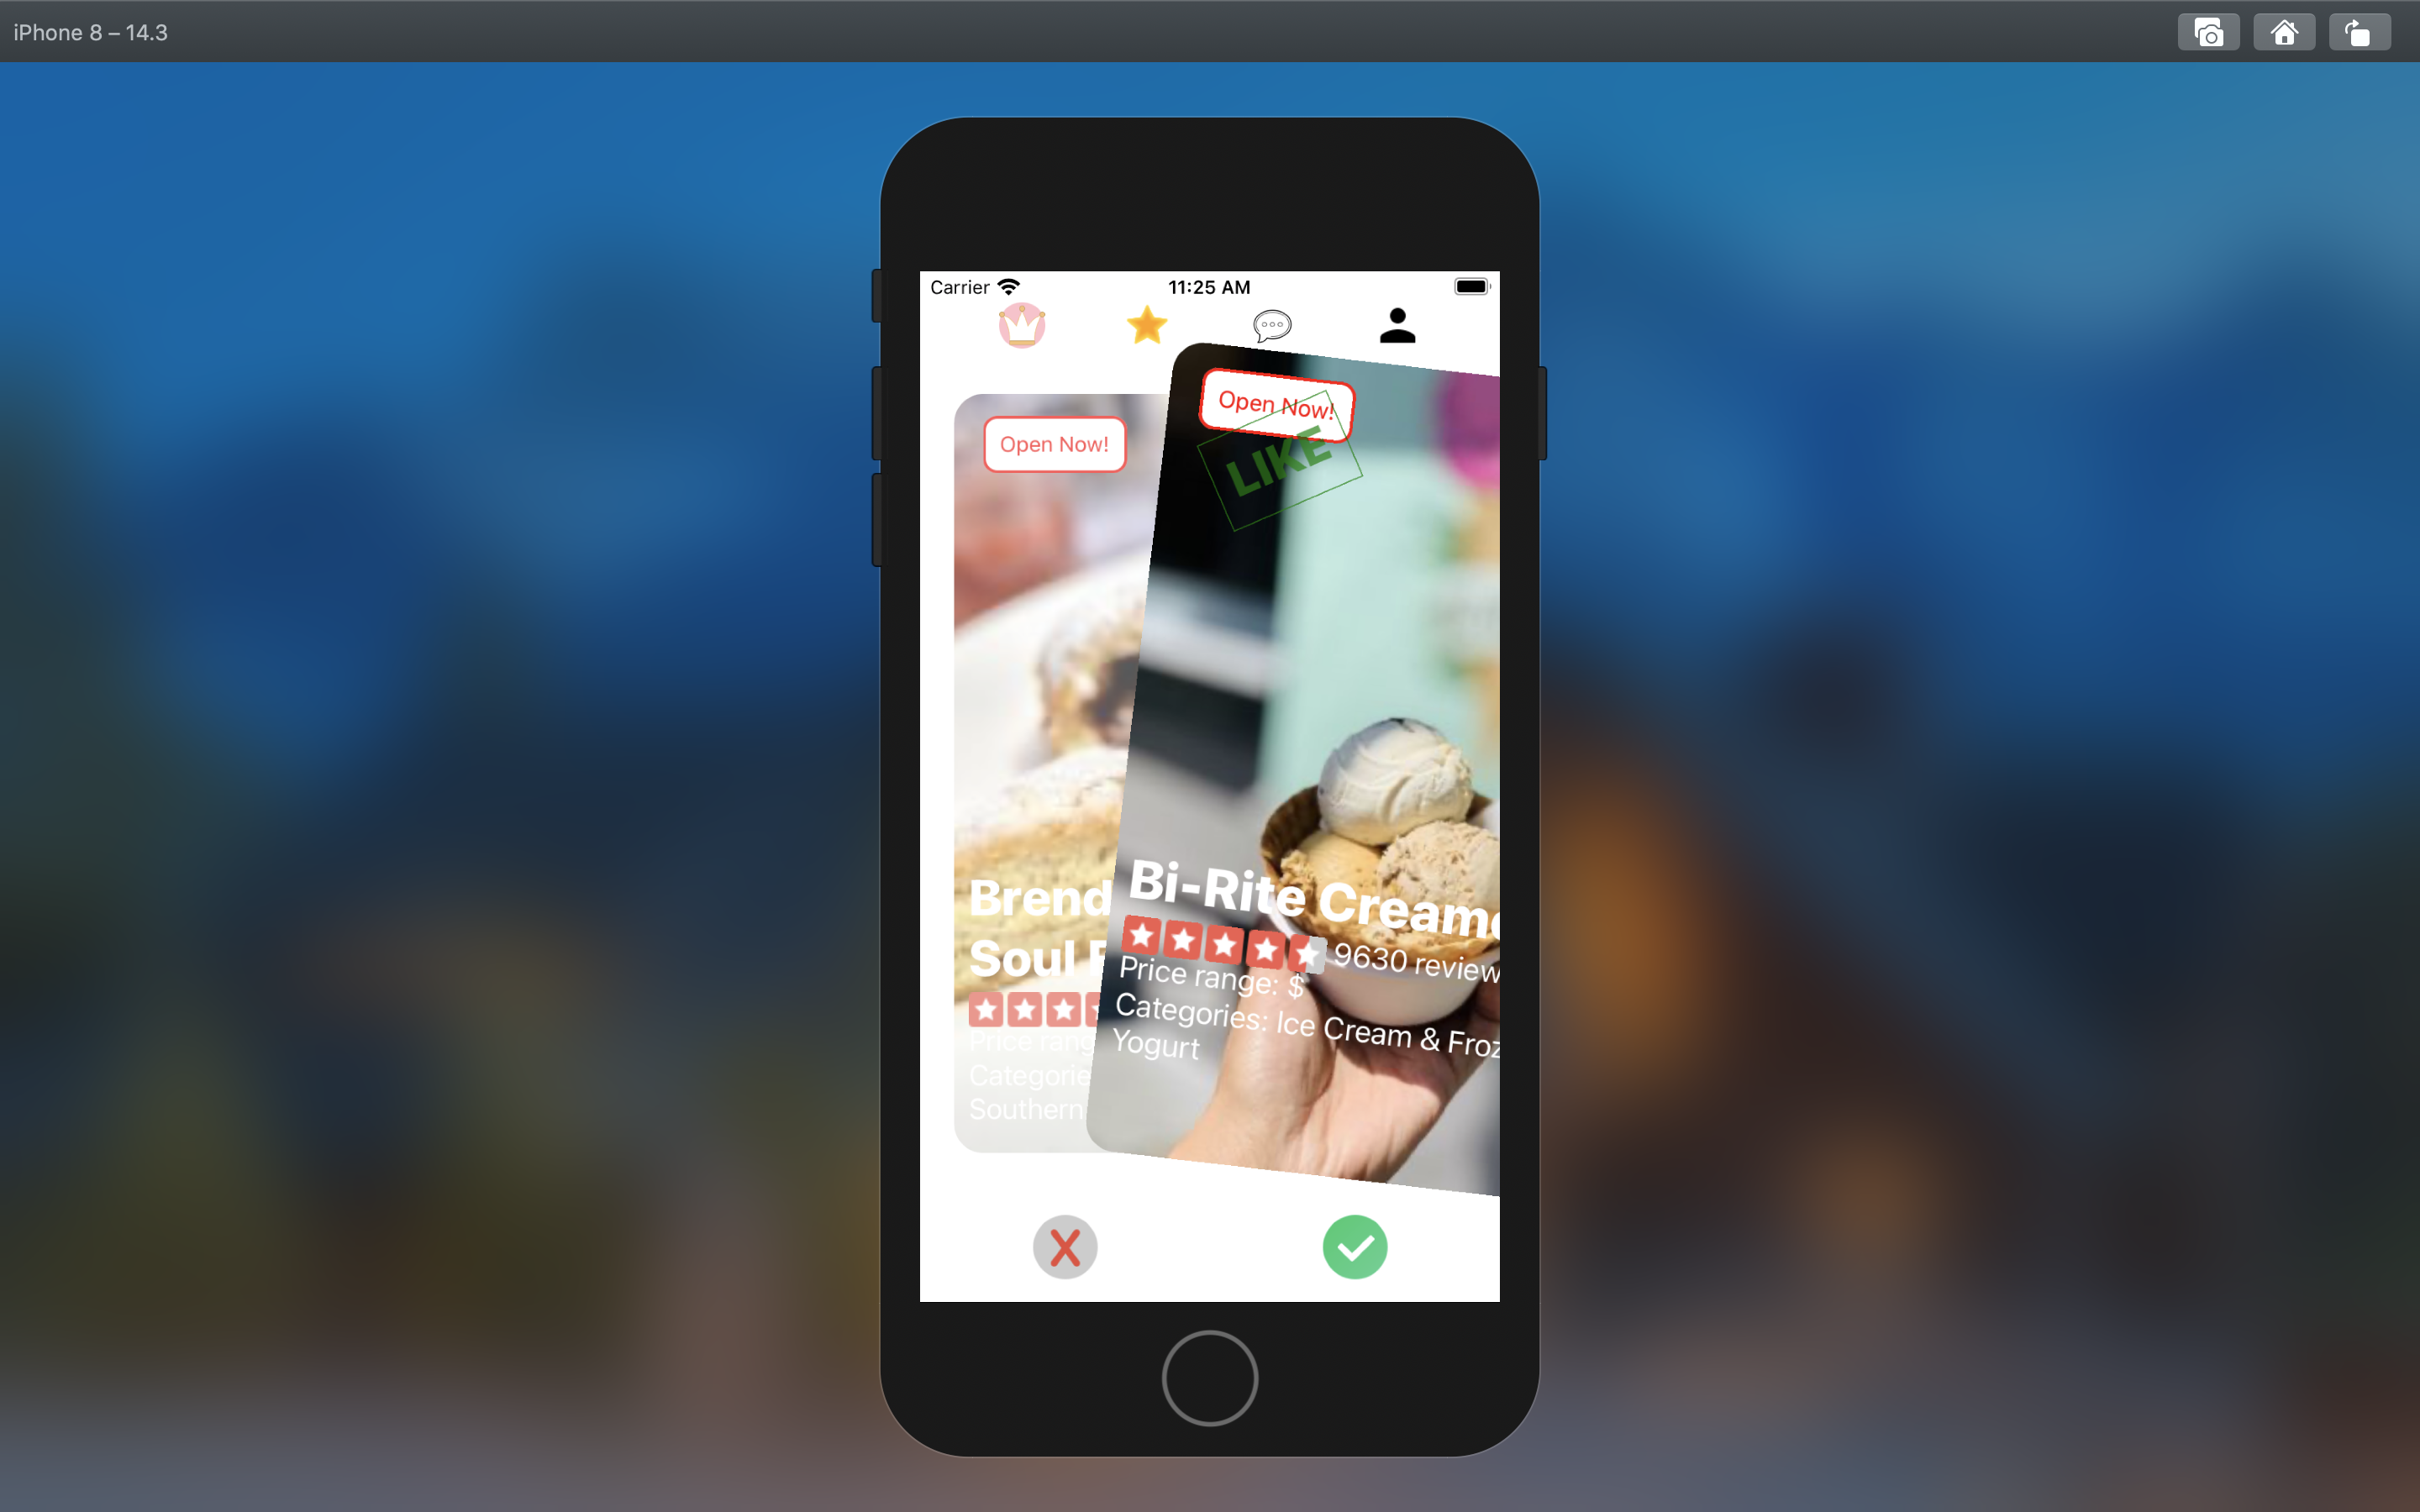 iPhone 8 – 14.3
Carrier
11:25 AM
Open Now!
Open Now!
LIKE
Brend
Soul
Price rang
Categorie
Southern
Bi-Rite Creame
9630 review
Price range: $
Categories: Ice Cream & Froz
Yogurt
X